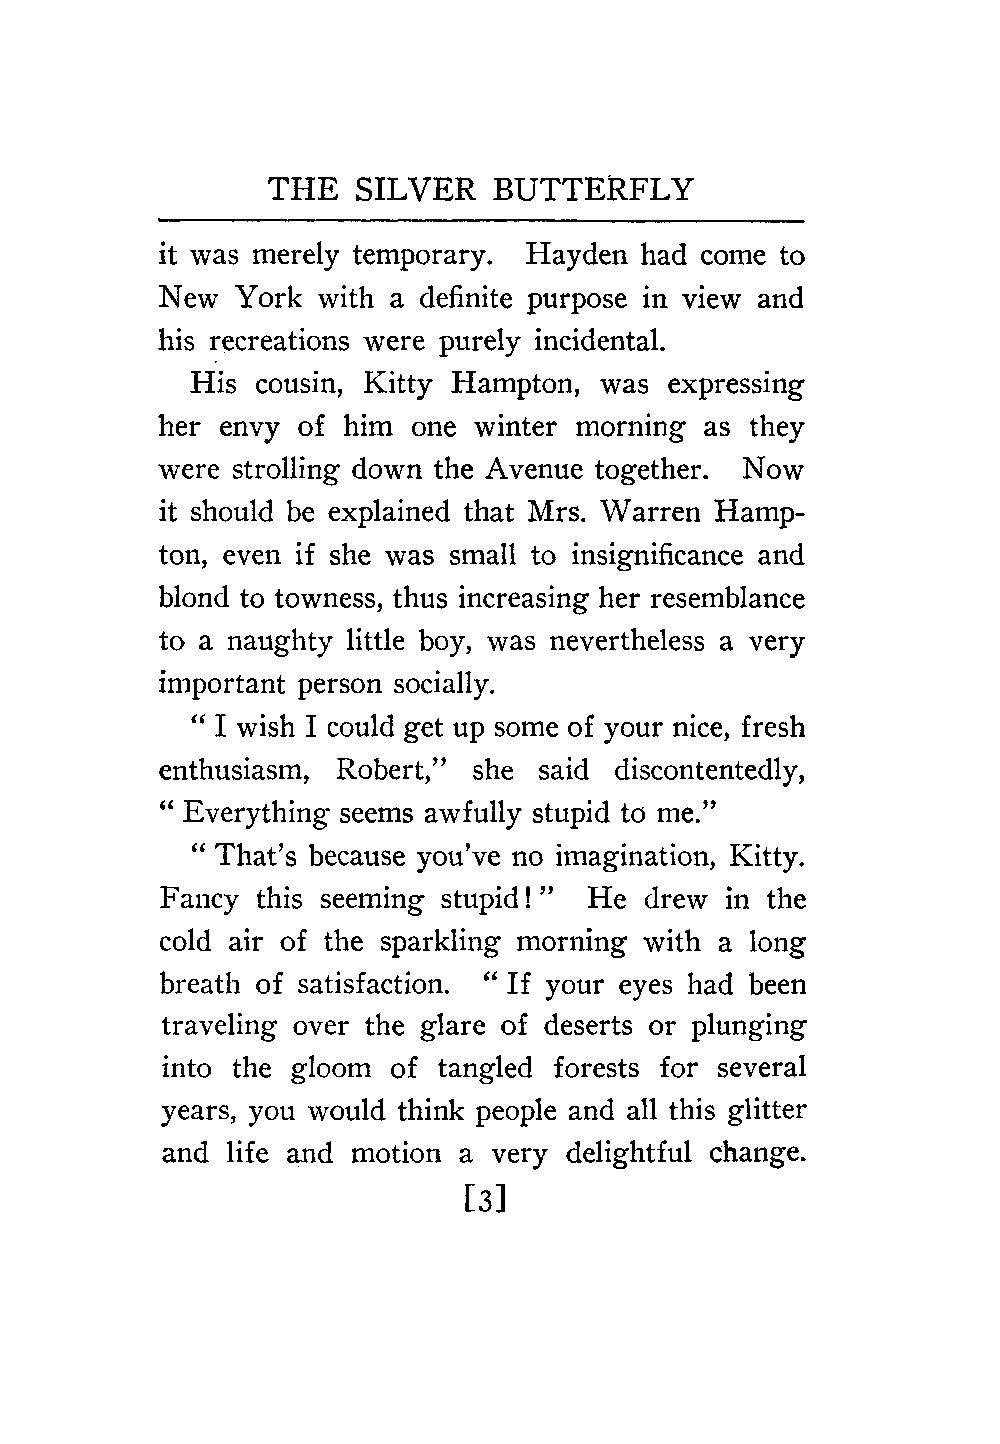 THE SILVER BUTTERFLY
it was merely temporary. Hayden had come to
New York with a definite purpose in view and
his recreations were purely incidental.
His cousin, Kitty Hampton, was expressing
her envy of him one winter morning as they
were strolling down the Avenue together. Now
it should be explained that Mrs. Warren Hamp-
ton, even if she was small to insignificance and
blond to towness, thus increasing her resemblance
to a naughty little boy, was nevertheless a very
important person socially.
“ I wish I could get up some of your nice, fresh
enthusiasm, Robert,” she said discontentedly,
“ Everything seems awfully stupid to me.”
“ That’s because you’ve no imagination, Kitty.
Fancy this seeming stupid! ” He drew in the
cold air of the sparkling morning with a long
breath of satisfaction. “ If your eyes had been
traveling over the glare of deserts or plunging
into the gloom of tangled forests for several
years, you would think people and all this glitter
and life and motion a very delightful change.
[3]